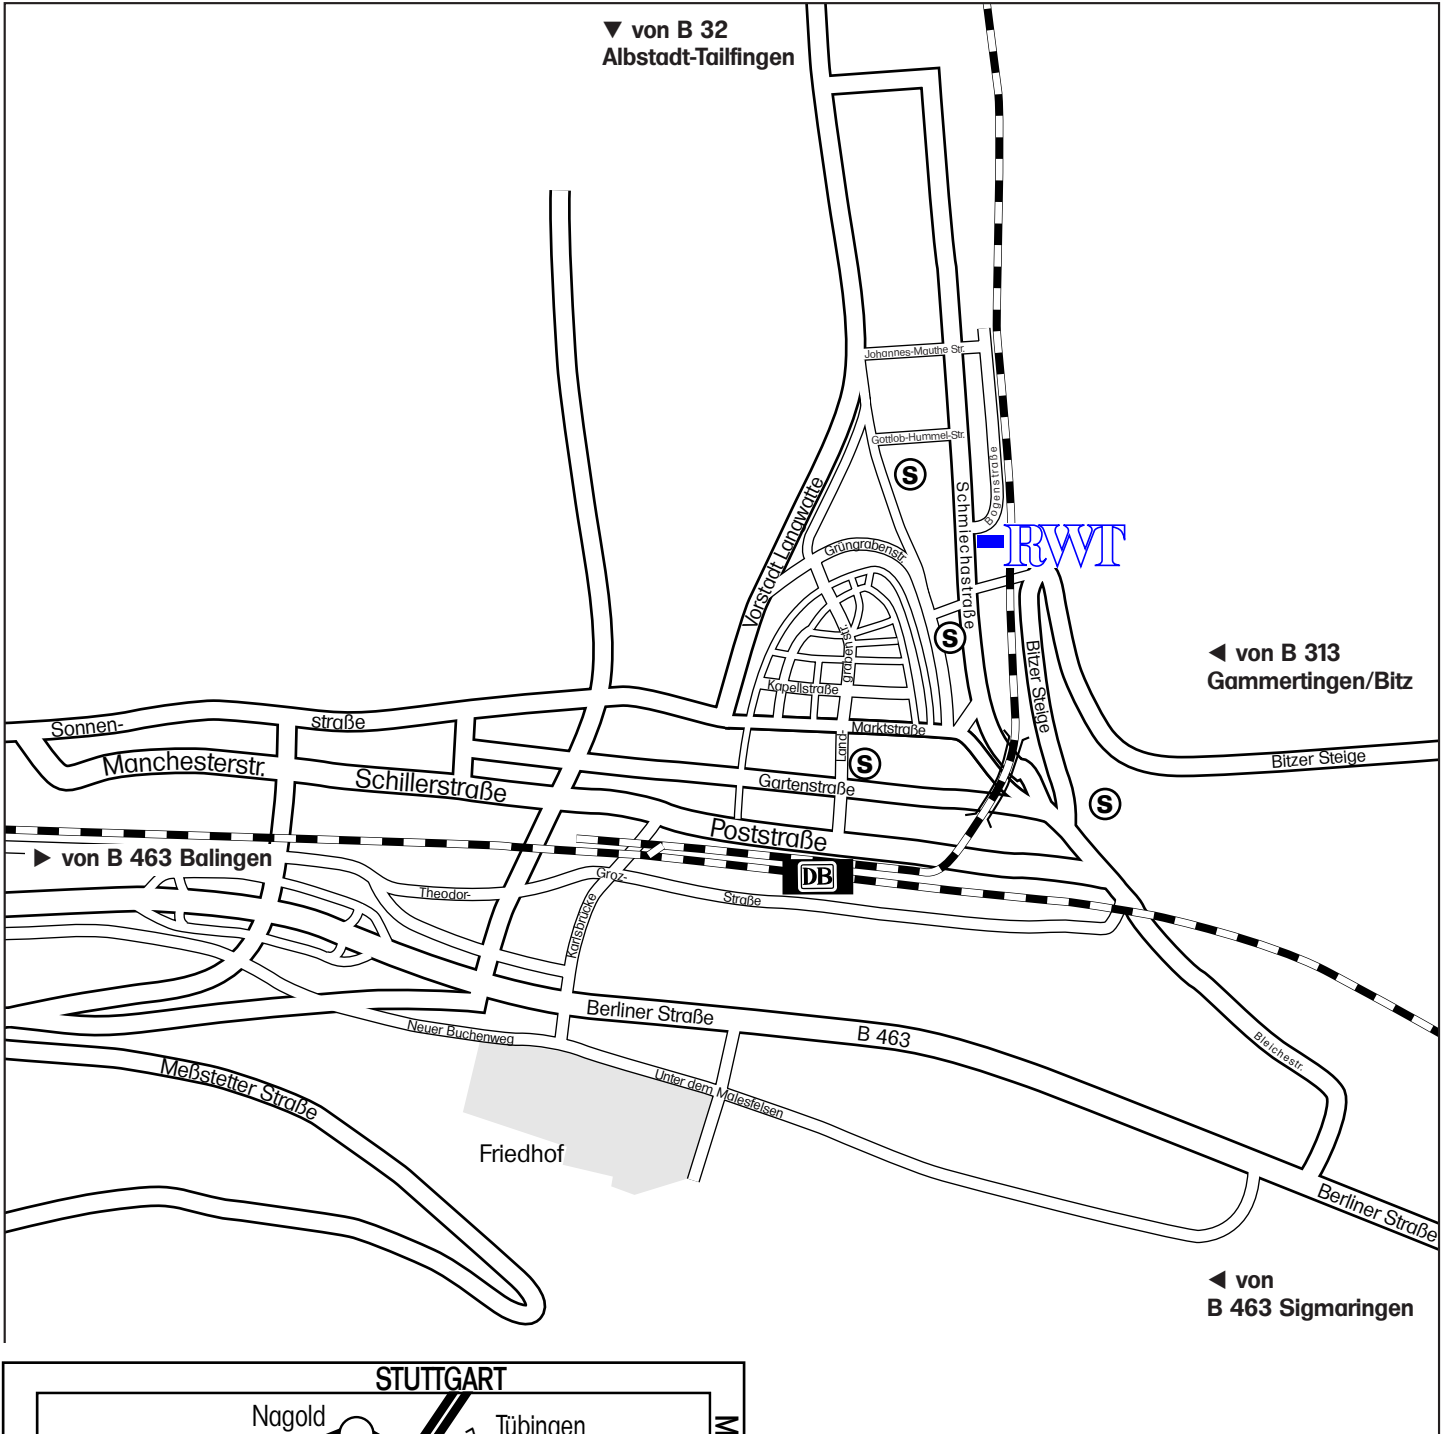 ▼ von B 32
Albstadt-Tailfingen
Johannes-Mauthe Str.
Gottlob-Hummel-Str.
S
Bogenstraße
Schmiechastraße
Vorstadt Langwatte
RWT
Grüngrabenstr.
S
grabenstr.
Bitzer Steige
◀ von B 313
Gammertingen/Bitz
Kapellstraße
Sonnen-
straße
Marktstraße
Land-
Manchesterstr.
Schillerstraße
S
Bitzer Steige
Gartenstraße
S
Poststraße
▶ von B 463 Balingen
DB
Theodor-
Groz-
Straße
Karlsbrücke
Berliner Straße
B 463
Neuer Buchenweg
Bleichestr.
Meßstetter Straße
Unter dem Malesfelsen
Friedhof
Berliner Straße
◀ von
B 463 Sigmaringen
STUTTGART
Nagold
Tübingen
M